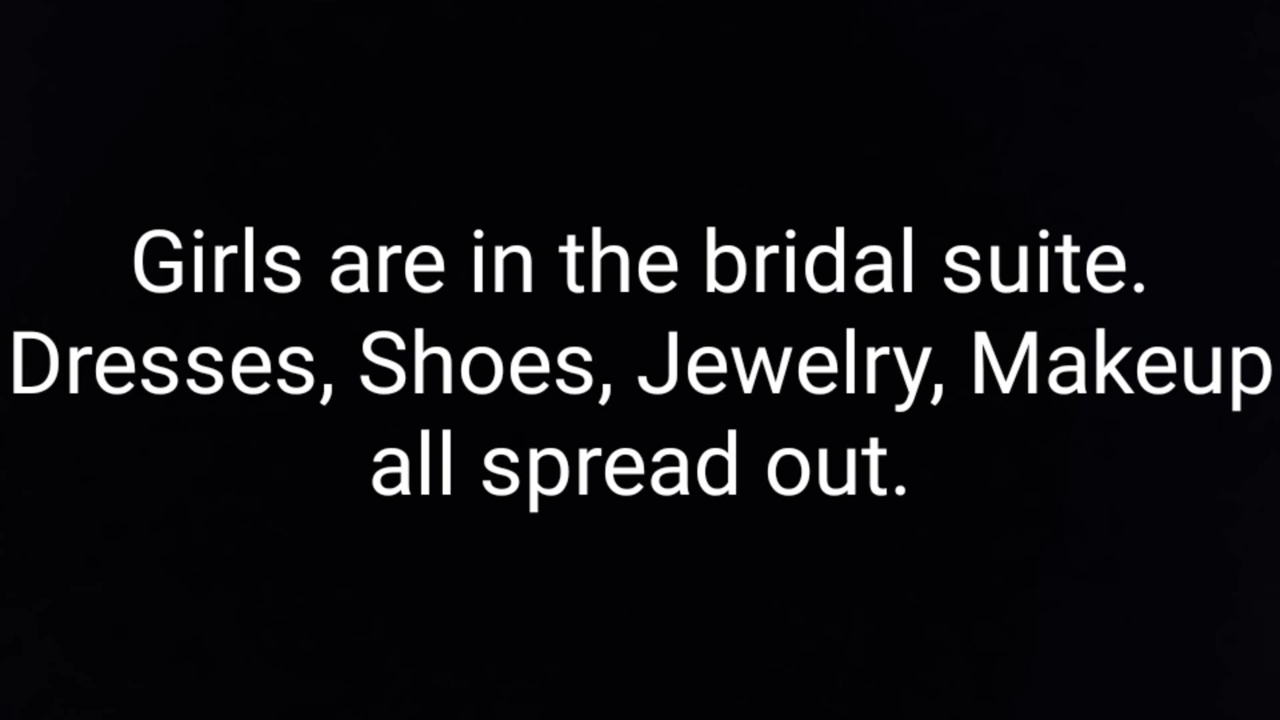 Girls are in the bridal suite.
Dresses, Shoes, Jewelry, Makeup
all spread out.